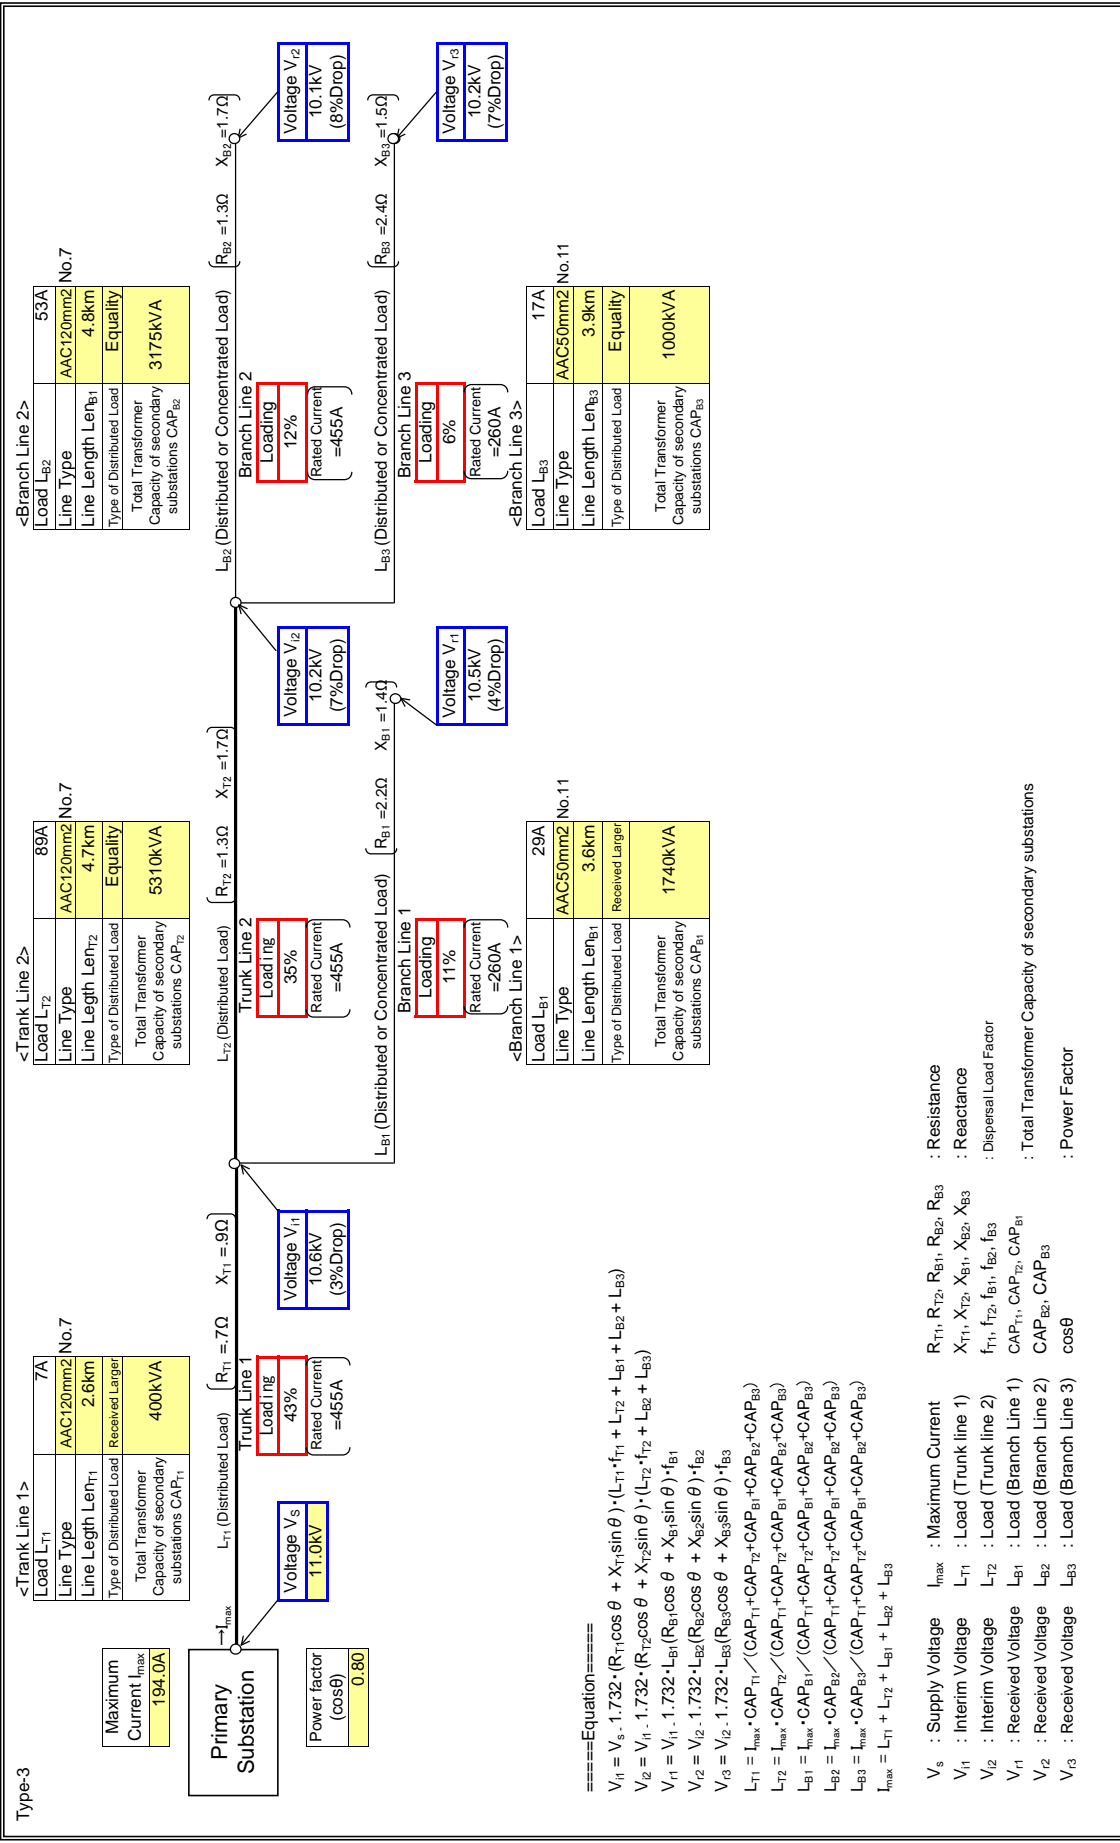 Type-3
Maximum
Current Imax
194.0A
Primary
Substation
Power factor
(cosθ)
0.80
→Imax
Voltage Vs
11.0kV
<Trank Line 1>
Load LT1 7A
Line Type AAC120mm2 No.7
Line Legth LenT1 2.6km
Type of Distributed Load Received Larger
Total Transformer
Capacity of secondary
substations CAPT1
400kVA
LT1 (Distributed Load)
RT1 =.7Ω XT1 =.9Ω
Trunk Line 1
Loading
43%
Rated Current
=455A
Voltage Vi1
10.6kV
(3%Drop)
<Trank Line 2>
Load LT2 89A
Line Type AAC120mm2 No.7
Line Legth LenT2 4.7km
Type of Distributed Load Equality
Total Transformer
Capacity of secondary
substations CAPT2
5310kVA
LT2 (Distributed Load)
RT2 =1.3Ω XT2 =1.7Ω
Trunk Line 2
Loading
35%
Rated Current
=455A
Voltage Vi2
10.2kV
(7%Drop)
LB1 (Distributed or Concentrated Load)
RB1 =2.2Ω XB1 =1.4Ω
Branch Line 1
Loading
11%
Rated Current
=260A
Voltage Vr1
10.5kV
(4%Drop)
<Branch Line 1>
Load LB1 29A
Line Type AAC50mm2 No.11
Line Length LenB1 3.6km
Type of Distributed Load Received Larger
Total Transformer
Capacity of secondary
substations CAPB1
1740kVA
<Branch Line 2>
Load LB2 53A
Line Type AAC120mm2 No.7
Line Length LenB1 4.8km
Type of Distributed Load Equality
Total Transformer
Capacity of secondary
substations CAPB2
3175kVA
LB2 (Distributed or Concentrated Load)
RB2 =1.3Ω XB2 =1.7Ω
Branch Line 2
Loading
12%
Rated Current
=455A
Voltage Vr2
10.1kV
(8%Drop)
LB3 (Distributed or Concentrated Load)
RB3 =2.4Ω XB3 =1.5Ω
Branch Line 3
Loading
6%
Rated Current
=260A
Voltage Vr3
10.2kV
(7%Drop)
<Branch Line 3>
Load LB3 17A
Line Type AAC50mm2 No.11
Line Length LenB3 3.9km
Type of Distributed Load Equality
Total Transformer
Capacity of secondary
substations CAPB3
1000kVA
=====Equation=====
Vi1 = Vs - 1.732・(RT1cos θ + XT1sin θ)・(LT1・fT1 + LT2 + LB1 + LB2 + LB3)
Vi2 = Vi1 - 1.732・(RT2cos θ + XT2sin θ)・(LT2・fT2 + LB2 + LB3)
Vr1 = Vi1 - 1.732・LB1(RB1cos θ + XB1sin θ)・fB1
Vr2 = Vi2 - 1.732・LB2(RB2cos θ + XB2sin θ)・fB2
Vr3 = Vi2 - 1.732・LB3(RB3cos θ + XB3sin θ)・fB3
LT1 = Imax・CAPT1／(CAPT1+CAPT2+CAPB1+CAPB2+CAPB3)
LT2 = Imax・CAPT2／(CAPT1+CAPT2+CAPB1+CAPB2+CAPB3)
LB1 = Imax・CAPB1／(CAPT1+CAPT2+CAPB1+CAPB2+CAPB3)
LB2 = Imax・CAPB2／(CAPT1+CAPT2+CAPB1+CAPB2+CAPB3)
LB3 = Imax・CAPB3／(CAPT1+CAPT2+CAPB1+CAPB2+CAPB3)
Imax = LT1 + LT2 + LB1 + LB2 + LB3
Vs : Supply Voltage Imax : Maximum Current RT1, RT2, RB1, RB2, RB3 : Resistance
Vi1 : Interim Voltage LT1 : Load (Trunk line 1) XT1, XT2, XB1, XB2, XB3 : Reactance
Vi2 : Interim Voltage LT2 : Load (Trunk line 2) fT1, fT2, fB1, fB2, fB3 : Dispersal Load Factor
Vr1 : Received Voltage LB1 : Load (Branch Line 1) CAPT1, CAPT2, CAPB1 : Total Transformer Capacity of secondary substations
Vr2 : Received Voltage LB2 : Load (Branch Line 2) CAPB2, CAPB3
Vr3 : Received Voltage LB3 : Load (Branch Line 3) cosθ : Power Factor